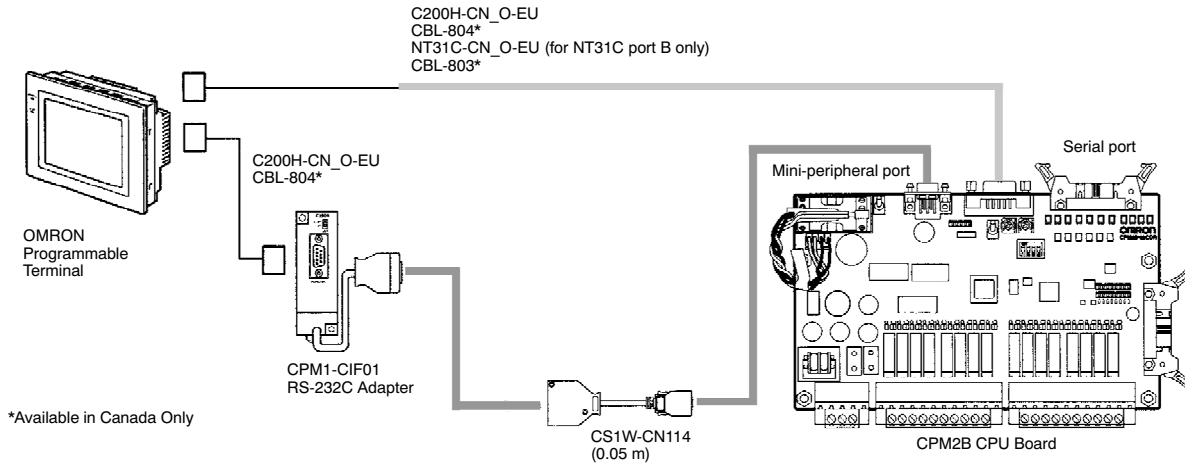 C200H-CN_O-EU
CBL-804*
NT31C-CN_O-EU (for NT31C port B only)
CBL-803*
Serial port
Mini-peripheral port
C200H-CN_O-EU
CBL-804*
OMRON
Programmable
Terminal
omron
CPM1-CIF01
RS-232C Adapter
*Available in Canada Only
CS1W-CN114
(0.05 m)
CPM2B CPU Board